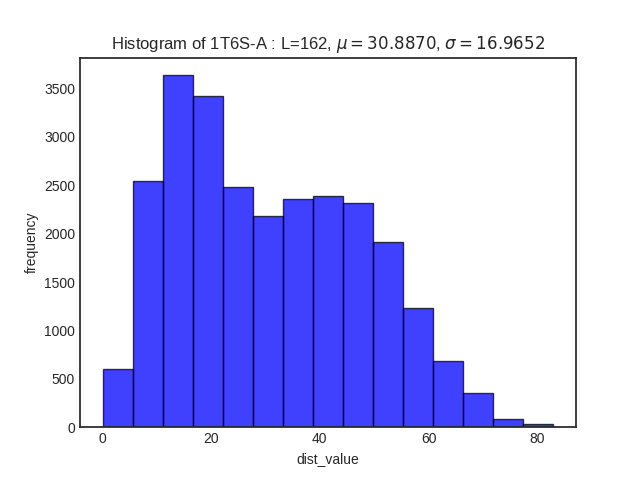 Histogram of 1T6S-A : L=162, μ = 30.8870, σ = 16.9652
3500
3000
2500
2000
1500
1000
500
0
frequency
0 20 40 60 80
dist_value